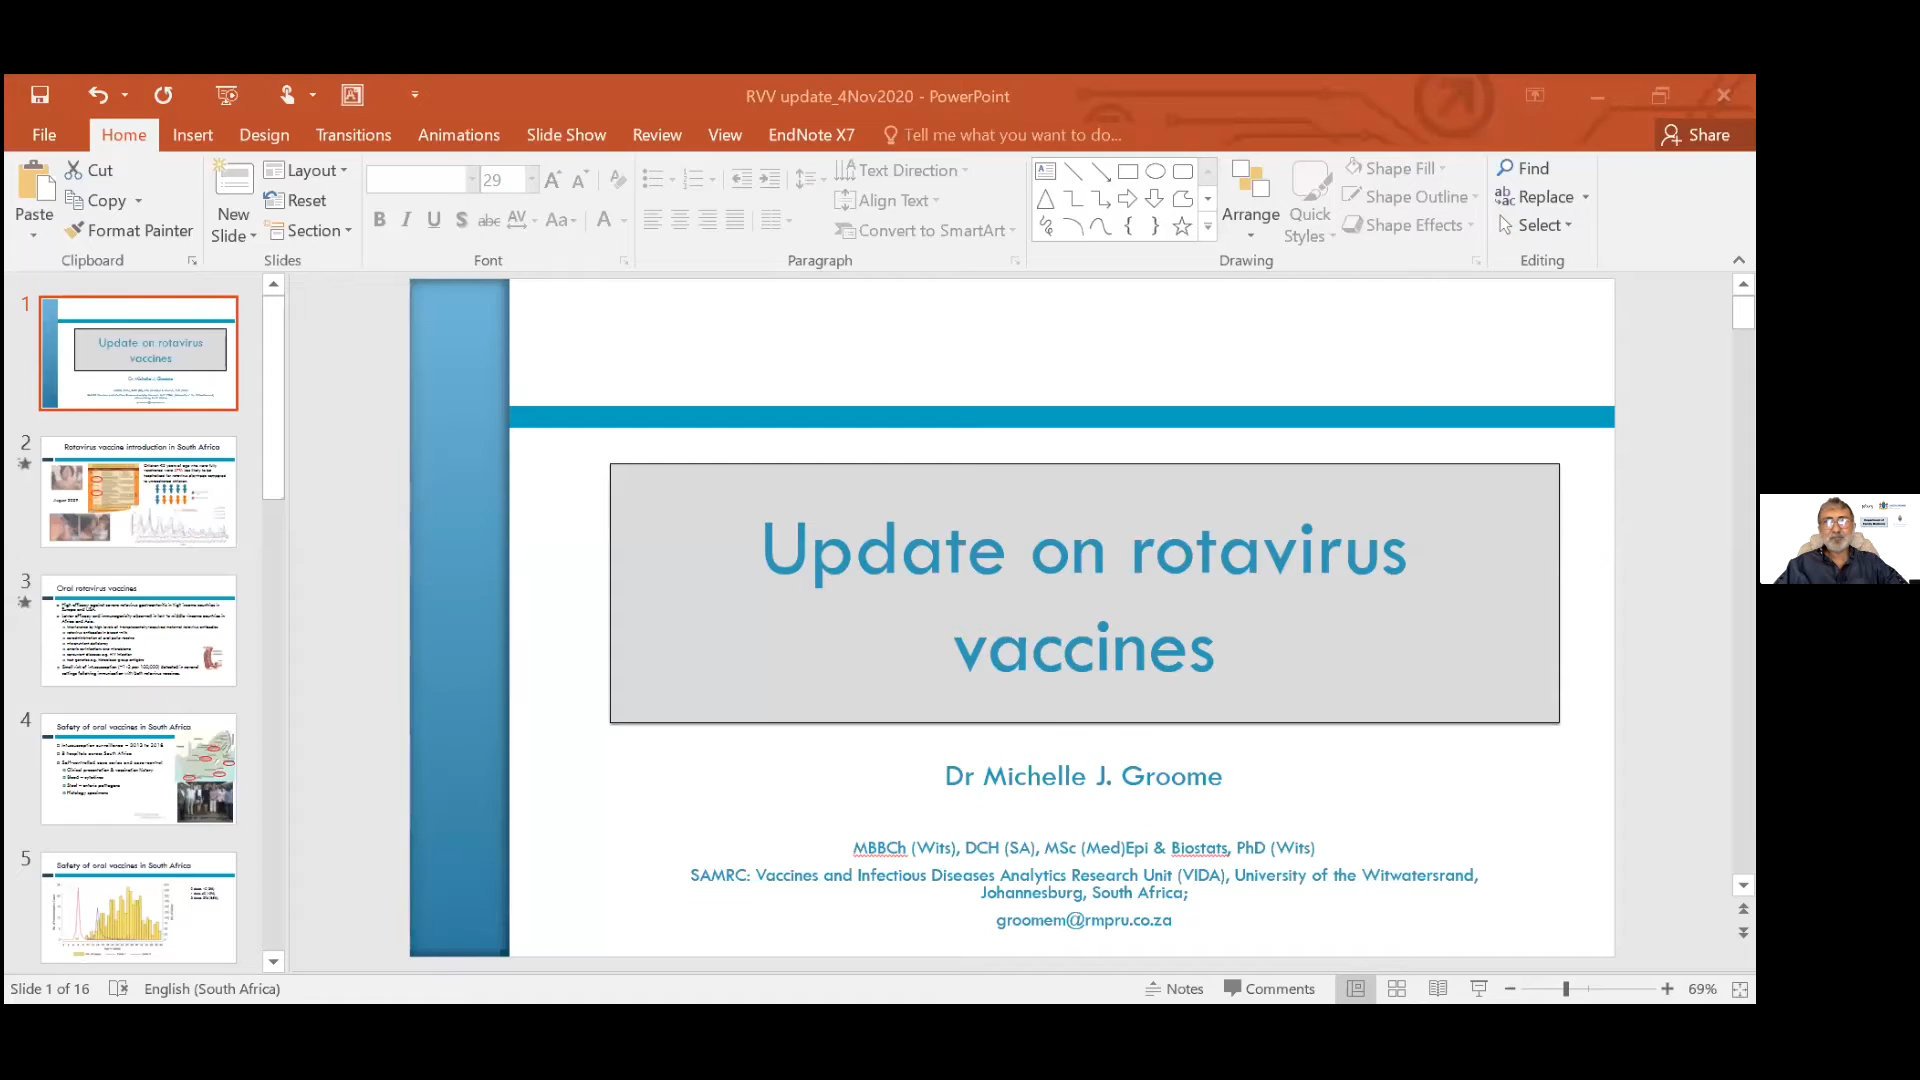 RVV update_4Nov2020 - PowerPoint
File
Home
Insert
Design
Transitions
Animations
Slide Show
Review
View
EndNote X7
Tell me what you want to do...
Share
Paste
Cut
Copy
Format Painter
Clipboard
New
Slide
Layout
Reset
Section
Slides
29
Font
Text Direction
Align Text
Convert to SmartArt
Paragraph
Arrange
Quick
Styles
Shape Fill
Shape Outline
Shape Effects
Drawing
Find
Replace
Select
Editing
1
Update on rotavirus
vaccines
2
Rotavirus vaccine introduction in South Africa
August 2009
3
Oral rotavirus vaccines
4
Safety of oral vaccines in South Africa
5
Safety of oral vaccines in South Africa
Update on rotavirus
vaccines
Dr Michelle J. Groome
MBBCh (Wits), DCH (SA), MSc (Med)Epi & Biostats, PhD (Wits)
SAMRC: Vaccines and Infectious Diseases Analytics Research Unit (VIDA), University of the Witwatersrand,
Johannesburg, South Africa;
groomem@rmpru.co.za
Slide 1 of 16
English (South Africa)
Notes
Comments
69%